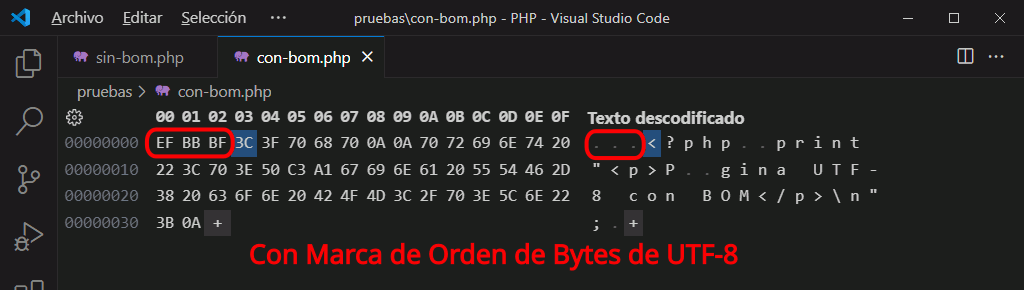 Archivo Editar Selección ··· pruebas\con-bom.php - PHP - Visual Studio Code
sin-bom.php con-bom.php
pruebas > con-bom.php
00 01 02 03 04 05 06 07 08 09 0A 0B 0C 0D 0E 0F Texto descodificado
00000000 EF BB BF 3C 3F 70 68 70 0A 0A 70 72 69 6E 74 20 . . . < ? p h p . . p r i n t
00000010 22 3C 70 3E 50 C3 A1 67 69 6E 61 20 55 54 46 2D " < p > P . . g i n a U T F -
00000020 38 20 63 6F 6E 20 42 4F 4D 3C 2F 70 3E 5C 6E 22 8 c o n B O M < / p > \ n "
00000030 3B 0A + ; . +
Con Marca de Orden de Bytes de UTF-8